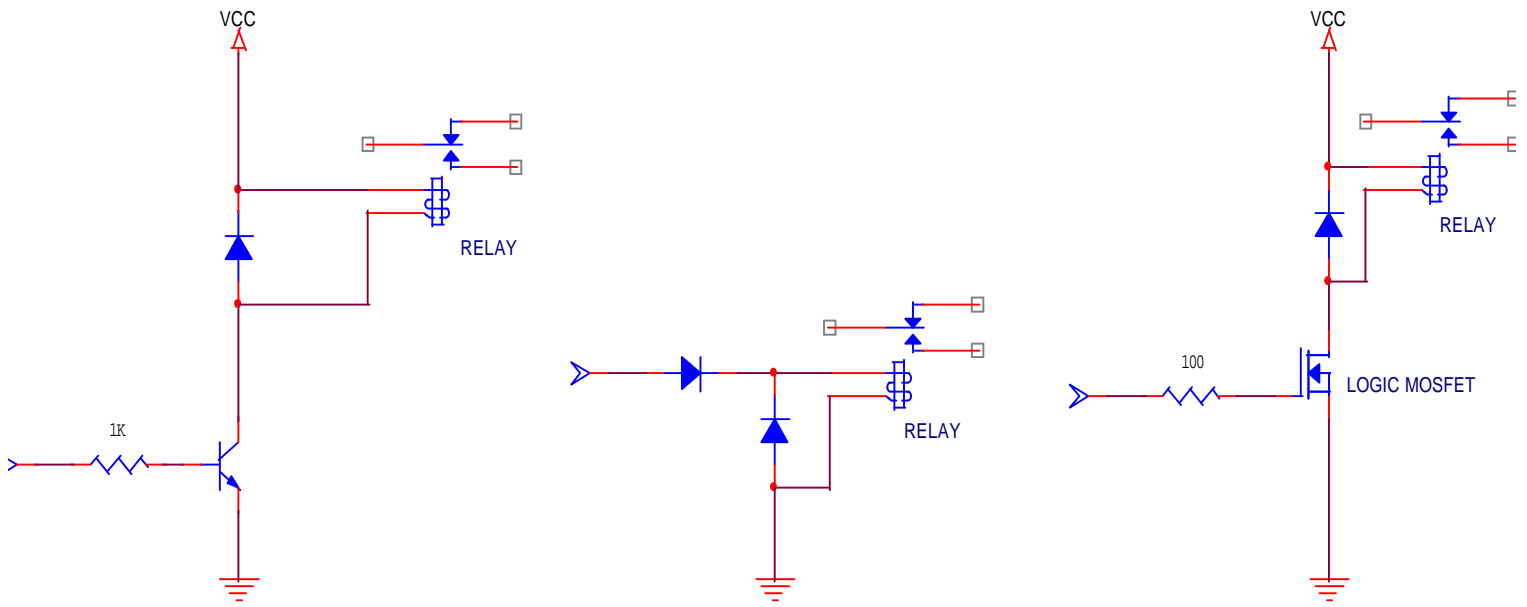 VCC
RELAY
1K
RELAY
VCC
RELAY
100
LOGIC MOSFET